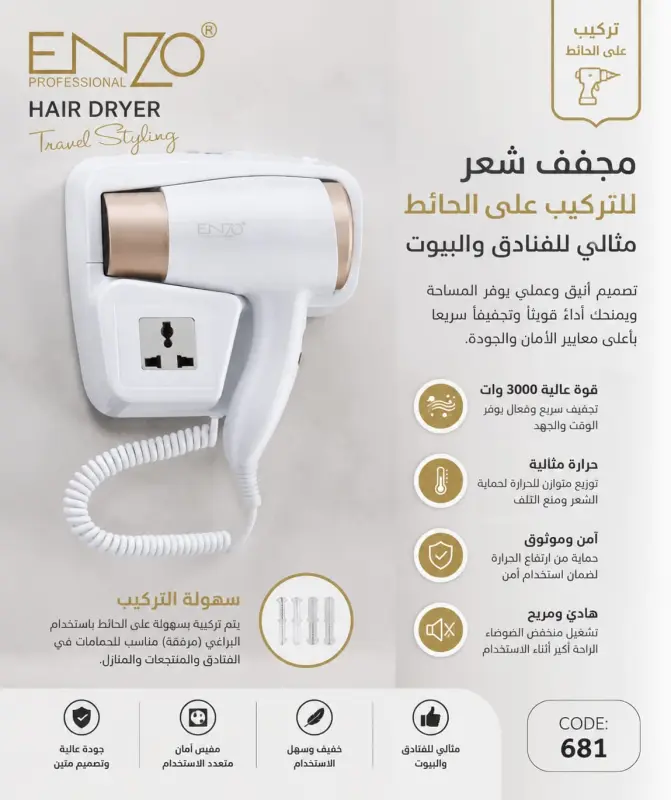 ENZO®
PROFESSIONAL
HAIR DRYER
Travel Styling
تركيب
على الحائط
مجفف شعر
للتركيب على الحائط
مثالي للفنادق والبيوت
تصميم أنيق وعملي يوفر المساحة
ويمنحك أداءً قويثاً وتجفيفاً سريعا
بأعلى معايير الأمان والجودة.
ENZO
قوة عالية 3000 وات
تجفيف سريع وفعال يوفر
الوقت والجهد
حرارة مثالية
توزيع متوازن للحرارة لحماية
الشعر ومنع التلف
آمن وموثوق
حماية من ارتفاع الحرارة
لضمان استخدام أمن
هادئ ومريح
تشغيل منخفض الضوضاء
الراحة أكبر أثناء الاستخدام
سهولة التركيب
يتم تركيبة بسهولة على الحائط باستخدام
البراغي (مرفقة) مناسب للحمامات في
الفنادق والمنتجعات والمنازل.
جودة عالية
وتصميم متين
مفيس أمان
متعدد الاستخدام
خفيف وسهل
الاستخدام
مثالي للفنادق
والبيوت
CODE:
681